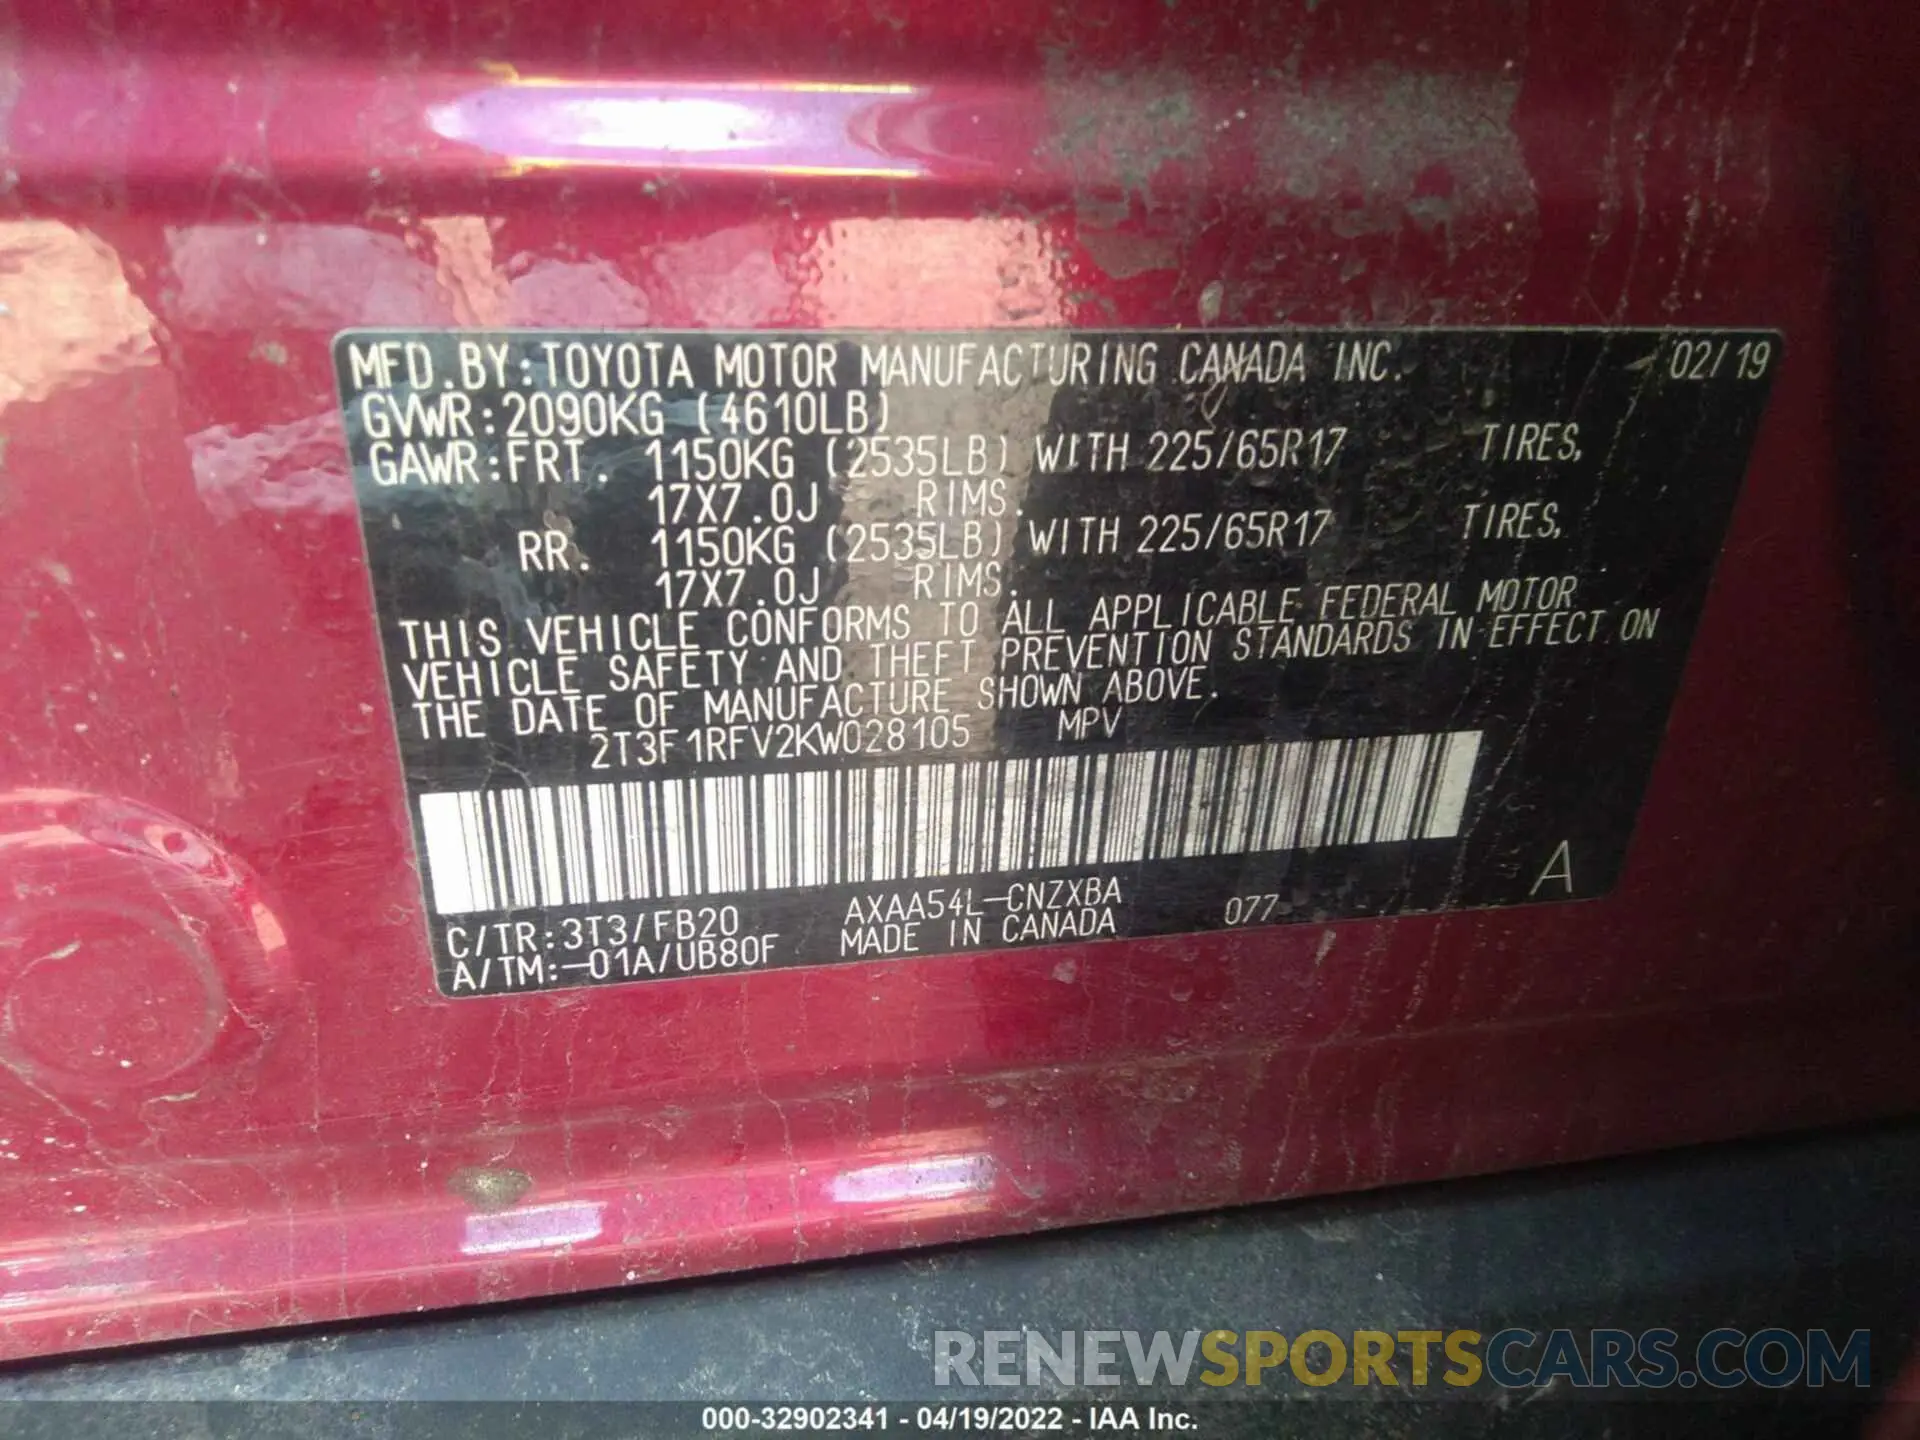 MFD.BY:TOYOTA MOTOR MANUFACTURING CANADA INC. 02/19
GVWR:2090KG (4610LB)
GAWR:FRT. 1150KG (2535LB) WITH 225/65R17 TIRES,
17X7.0J RIMS.
RR. 1150KG (2535LB) WITH 225/65R17 TIRES,
17X7.0J RIMS.
THIS VEHICLE CONFORMS TO ALL APPLICABLE FEDERAL MOTOR
VEHICLE SAFETY AND THEFT PREVENTION STANDARDS IN EFFECT ON
THE DATE OF MANUFACTURE SHOWN ABOVE.
2T3F1RFV2KW028105 MPV
A
C/TR:3T3/FB20 AXAA54L-CNZXBA 077
A/TM:-01A/UB80F MADE IN CANADA
RENEWSPORTSCARS.COM
000-32902341 - 04/19/2022 - IAA Inc.